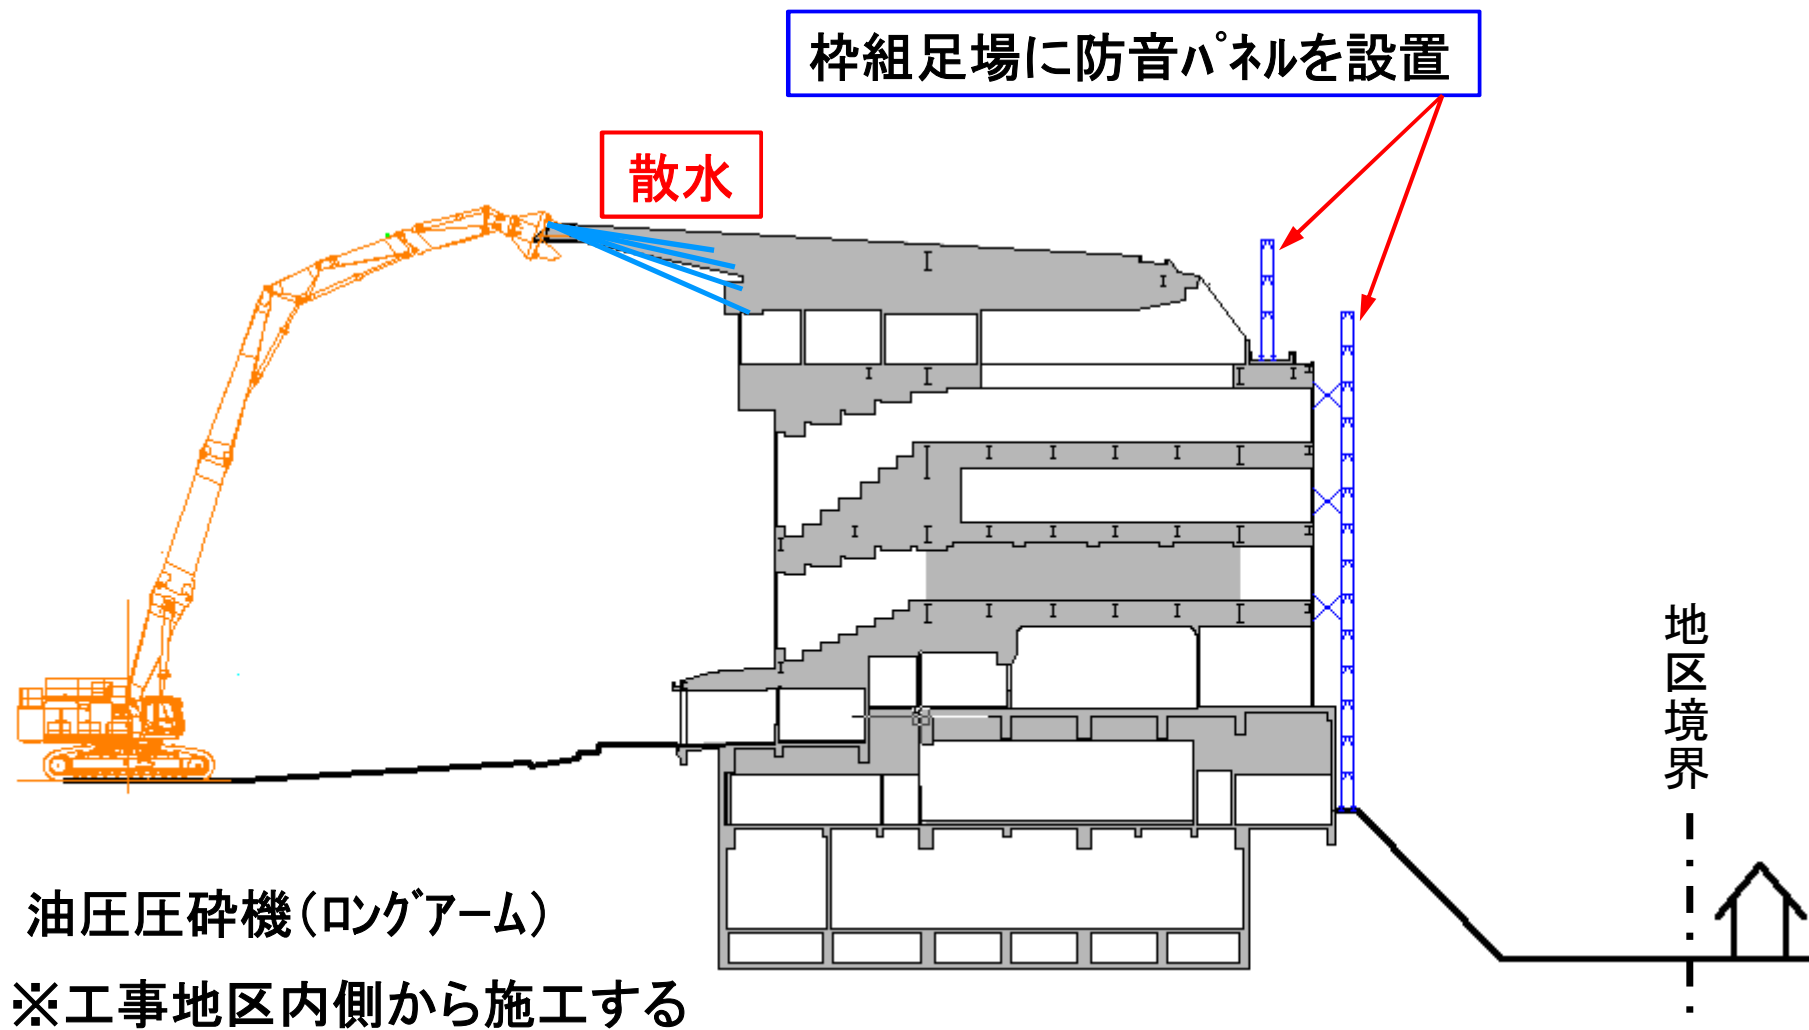 枠組足場に防音パネルを設置
散水
地区境界
油圧圧砕機(ロングアーム)
※工事地区内側から施工する